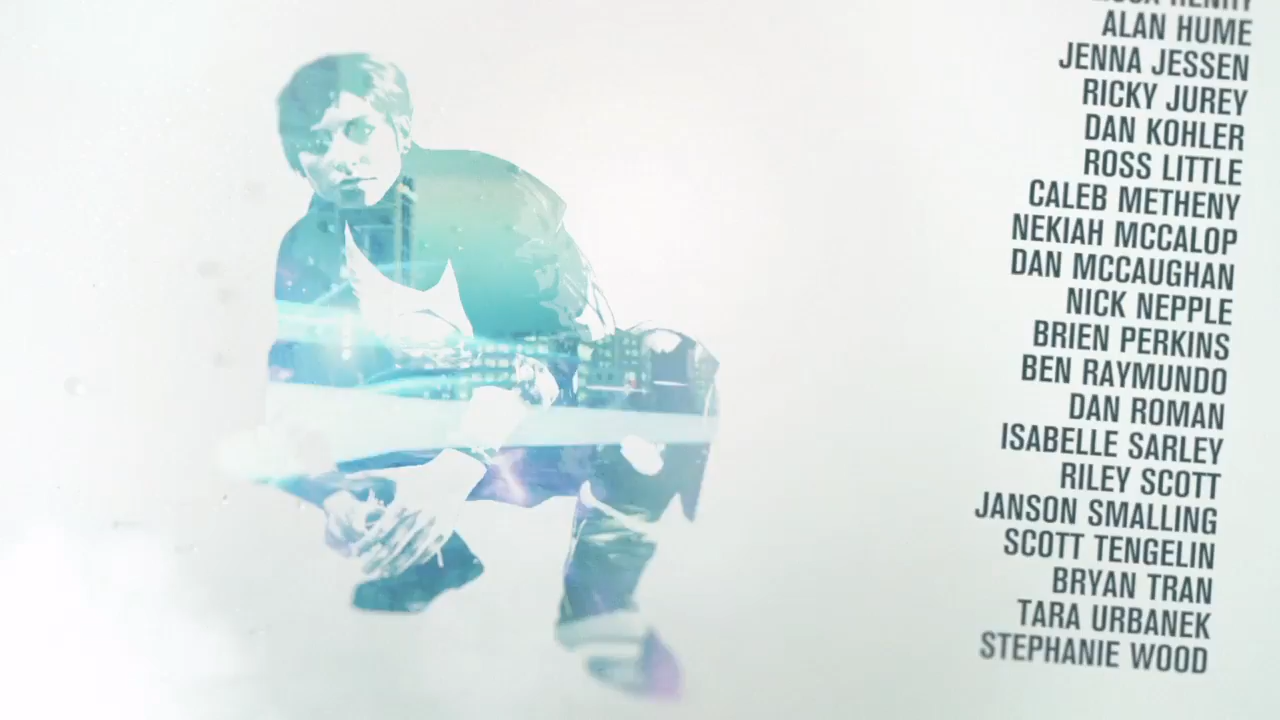 ALAN HUME
JENNA JESSEN
RICKY JUREY
DAN KOHLER
ROSS LITTLE
CALEB METHENY
NEKIAH MCCALOP
DAN MCCAUGHAN
NICK NEPPLE
BRIEN PERKINS
BEN RAYMUNDO
DAN ROMAN
ISABELLE SARLEY
RILEY SCOTT
JANSON SMALLING
SCOTT TENGELIN
BRYAN TRAN
TARA URBANEK
STEPHANIE WOOD